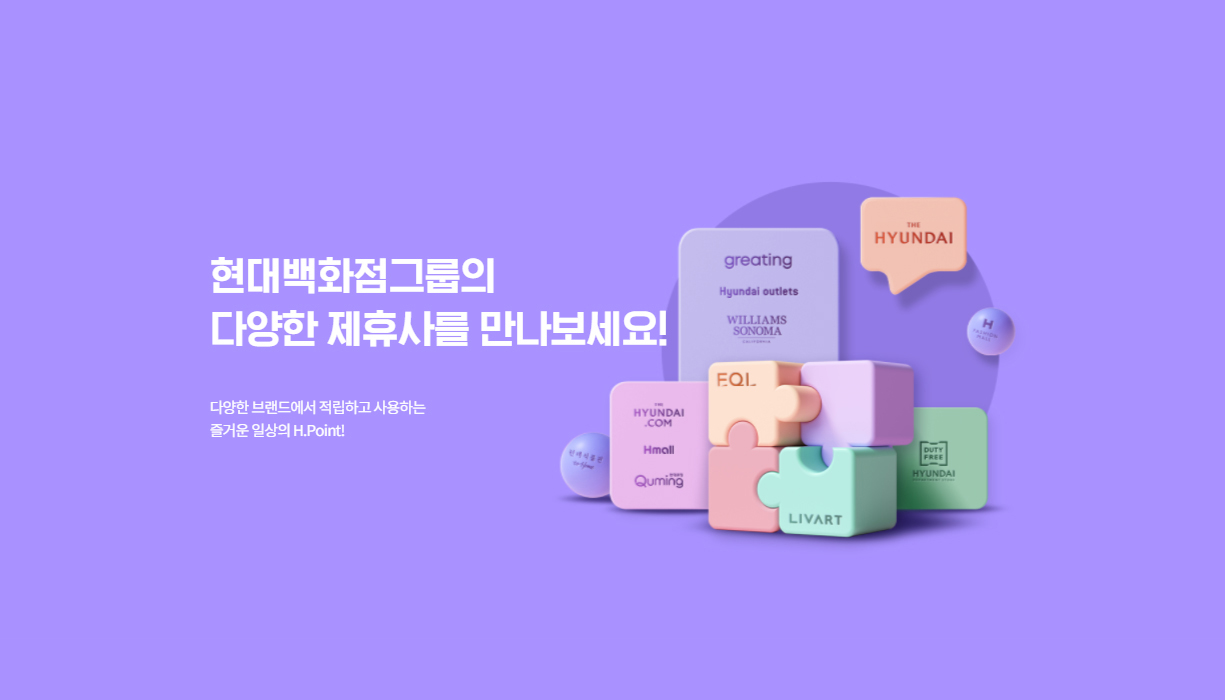 현대백화점그룹의
다양한 제휴사를 만나보세요!
다양한 브랜드에서 적립하고 사용하는
즐거운 일상의 H.Point!
greating
Hyundai outlets
WILLIAMS
SONOMA
THE
HYUNDAI
H
EQL
THE
HYUNDAI
.COM
Hmall
Quming
DUTY
FREE
HYUNDAI
LIVART